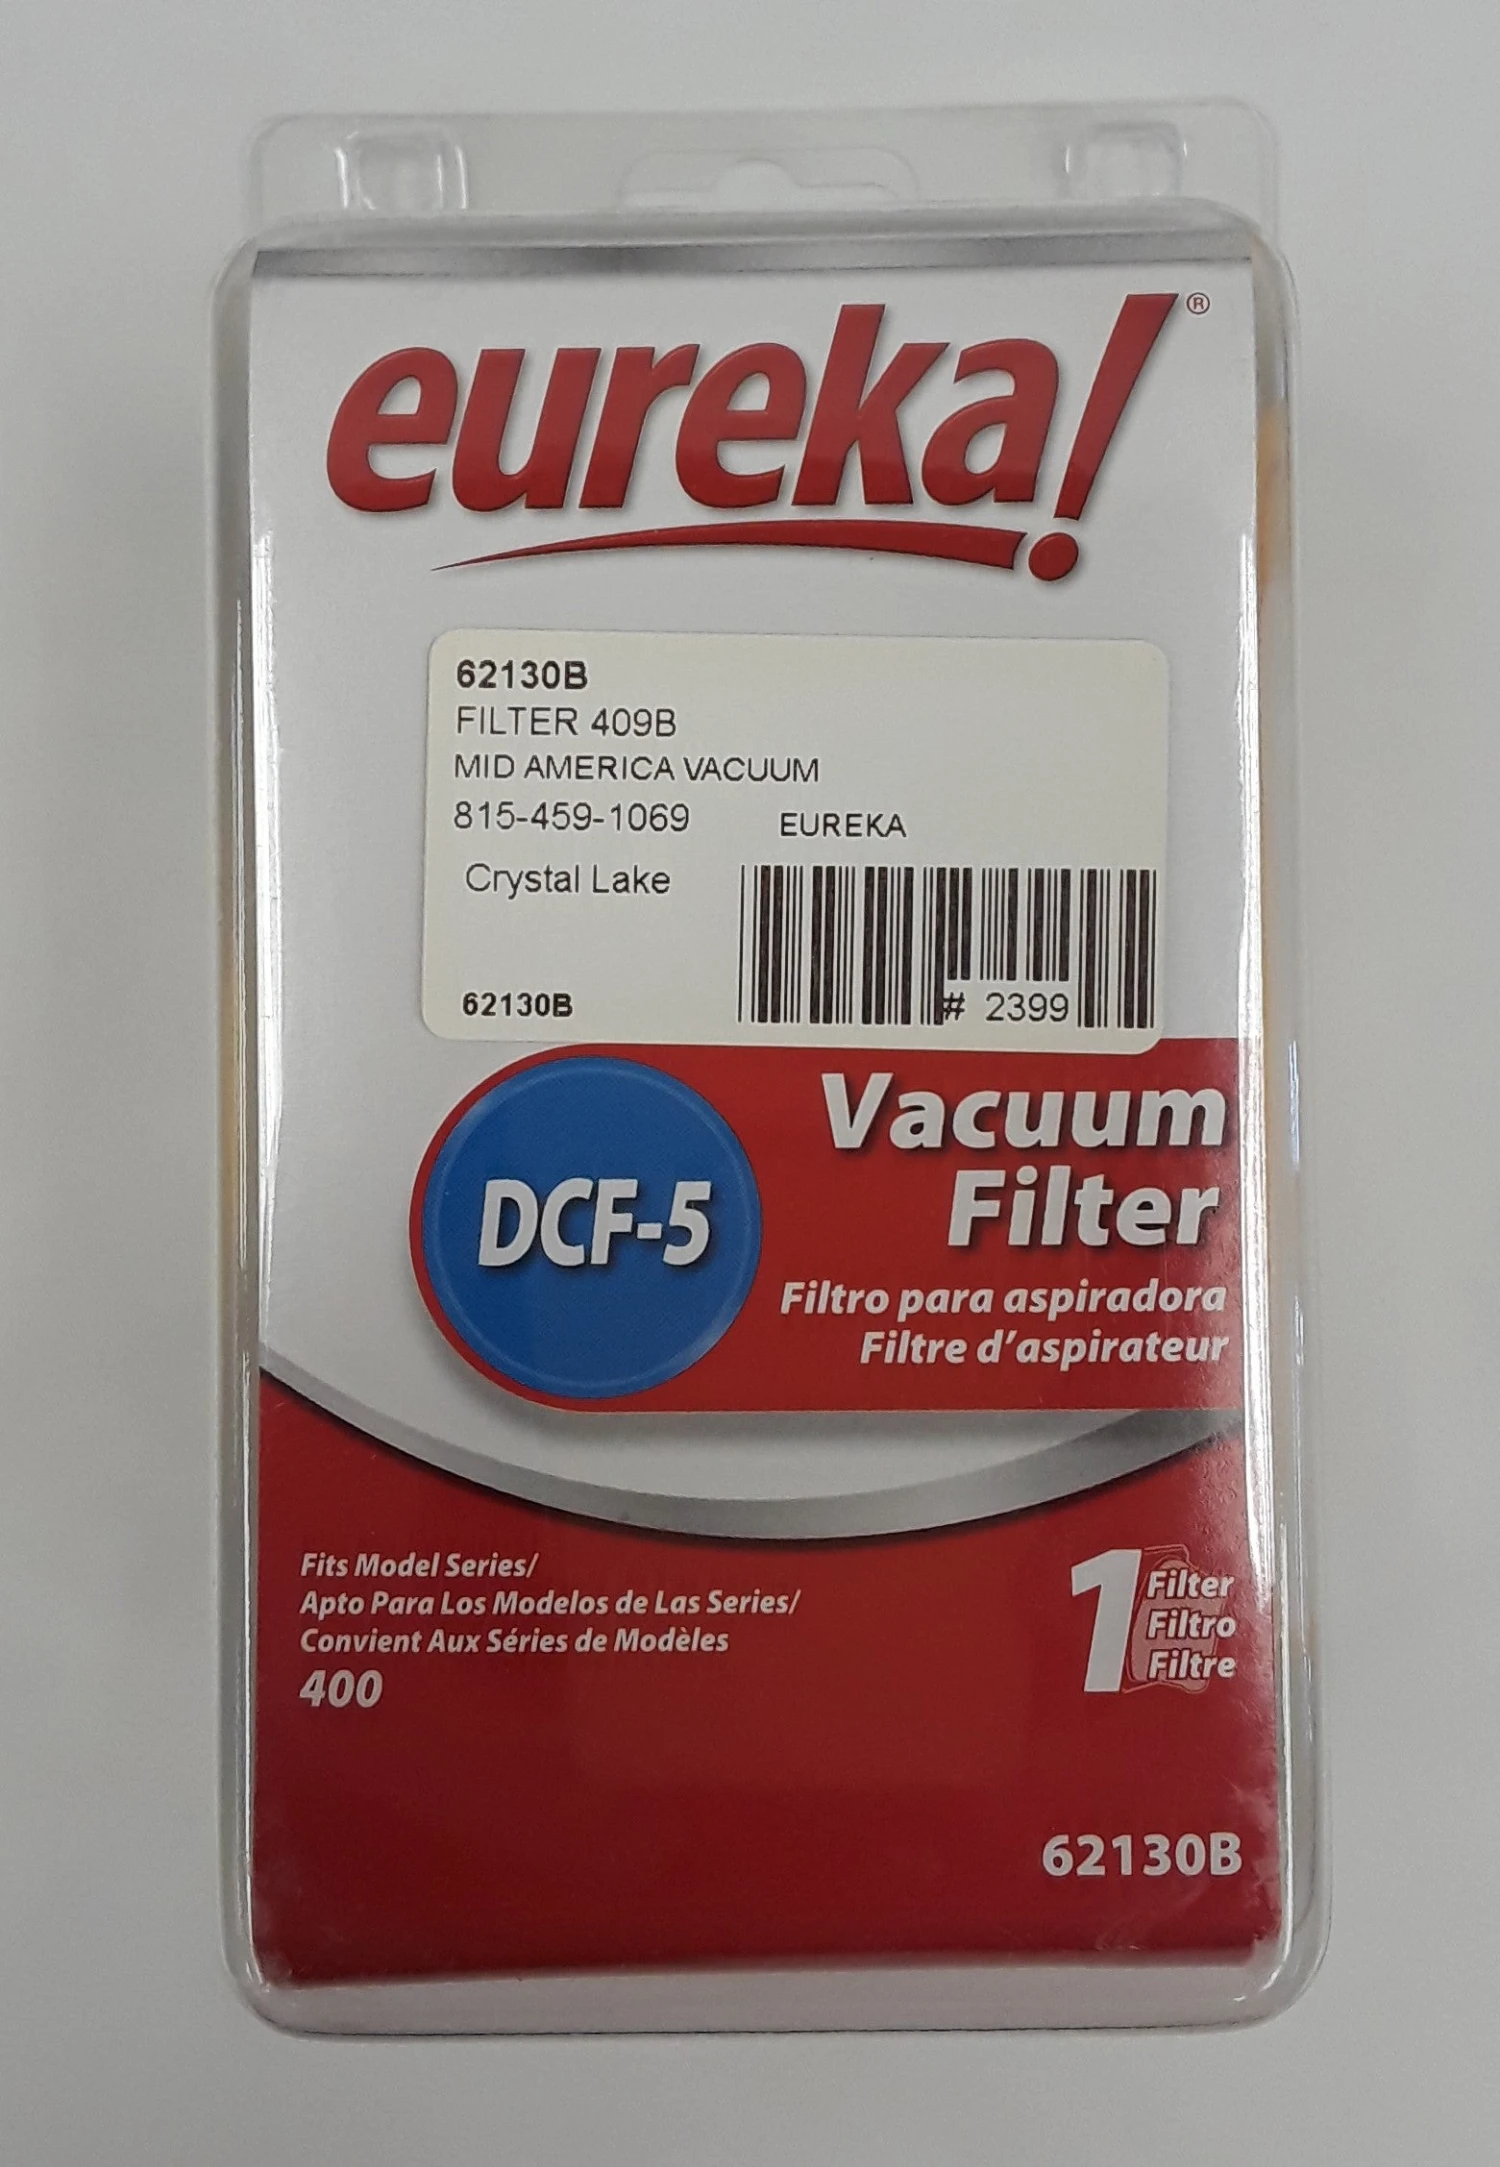 eureka! ®
62130B
FILTER 409B
MID AMERICA VACUUM
815-459-1069 EUREKA
Crystal Lake
62130B # 2399
DCF-5
Vacuum
Filter
Filtro para aspiradora
Filtre d'aspirateur
Fits Model Series/
Apto Para Los Modelos de Las Series/
Convient Aux Séries de Modèles
400
1 Filter
Filtro
Filtre
62130B